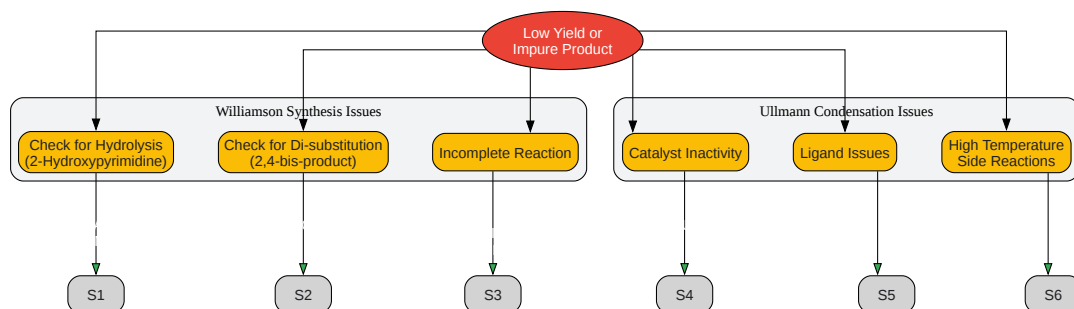 Low Yield or
Impure Product
Williamson Synthesis Issues
Ullmann Condensation Issues
Check for Hydrolysis
(2-Hydroxypyrimidine)
Check for Di-substitution
(2,4-bis-product)
Incomplete Reaction
Catalyst Inactivity
Ligand Issues
High Temperature
Side Reactions
S1
S2
S3
S4
S5
S6